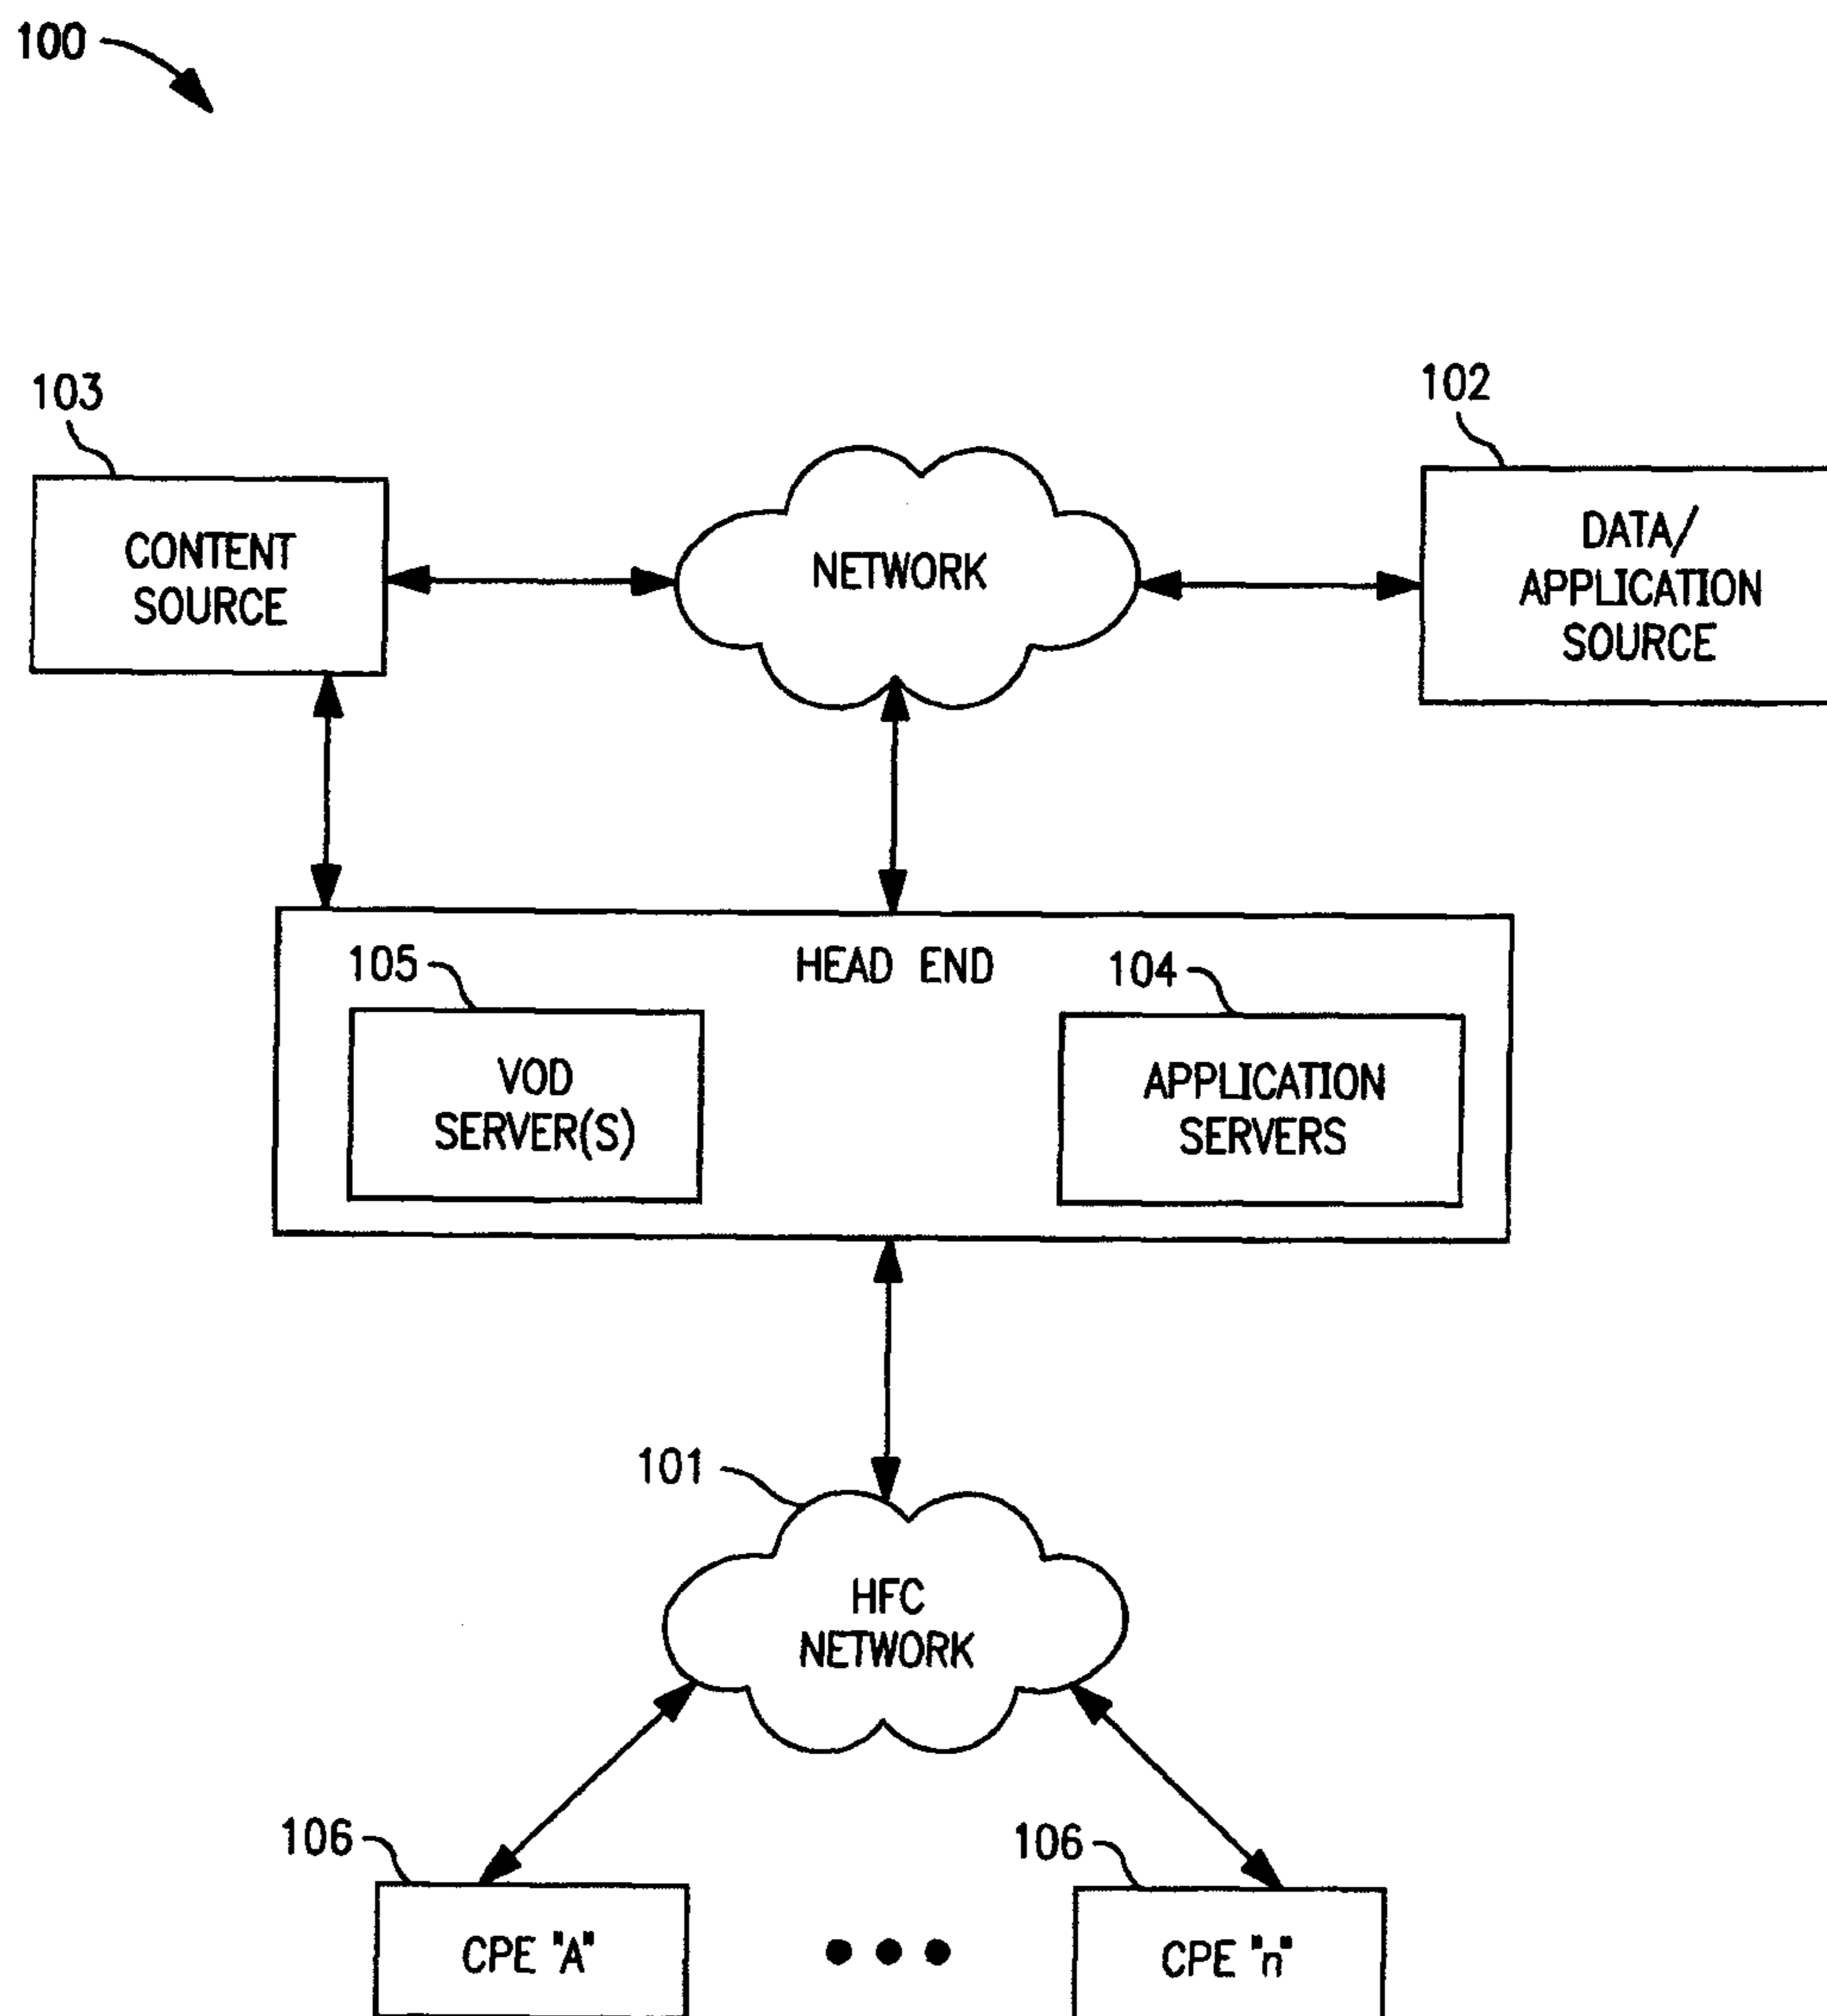 100
103
102
CONTENT
SOURCE
NETWORK
DATA/
APPLICATION
SOURCE
HEAD END
105
104
VOD
SERVER(S)
APPLICATION
SERVERS
101
HFC
NETWORK
106
106
CPE "A"
CPE "n"